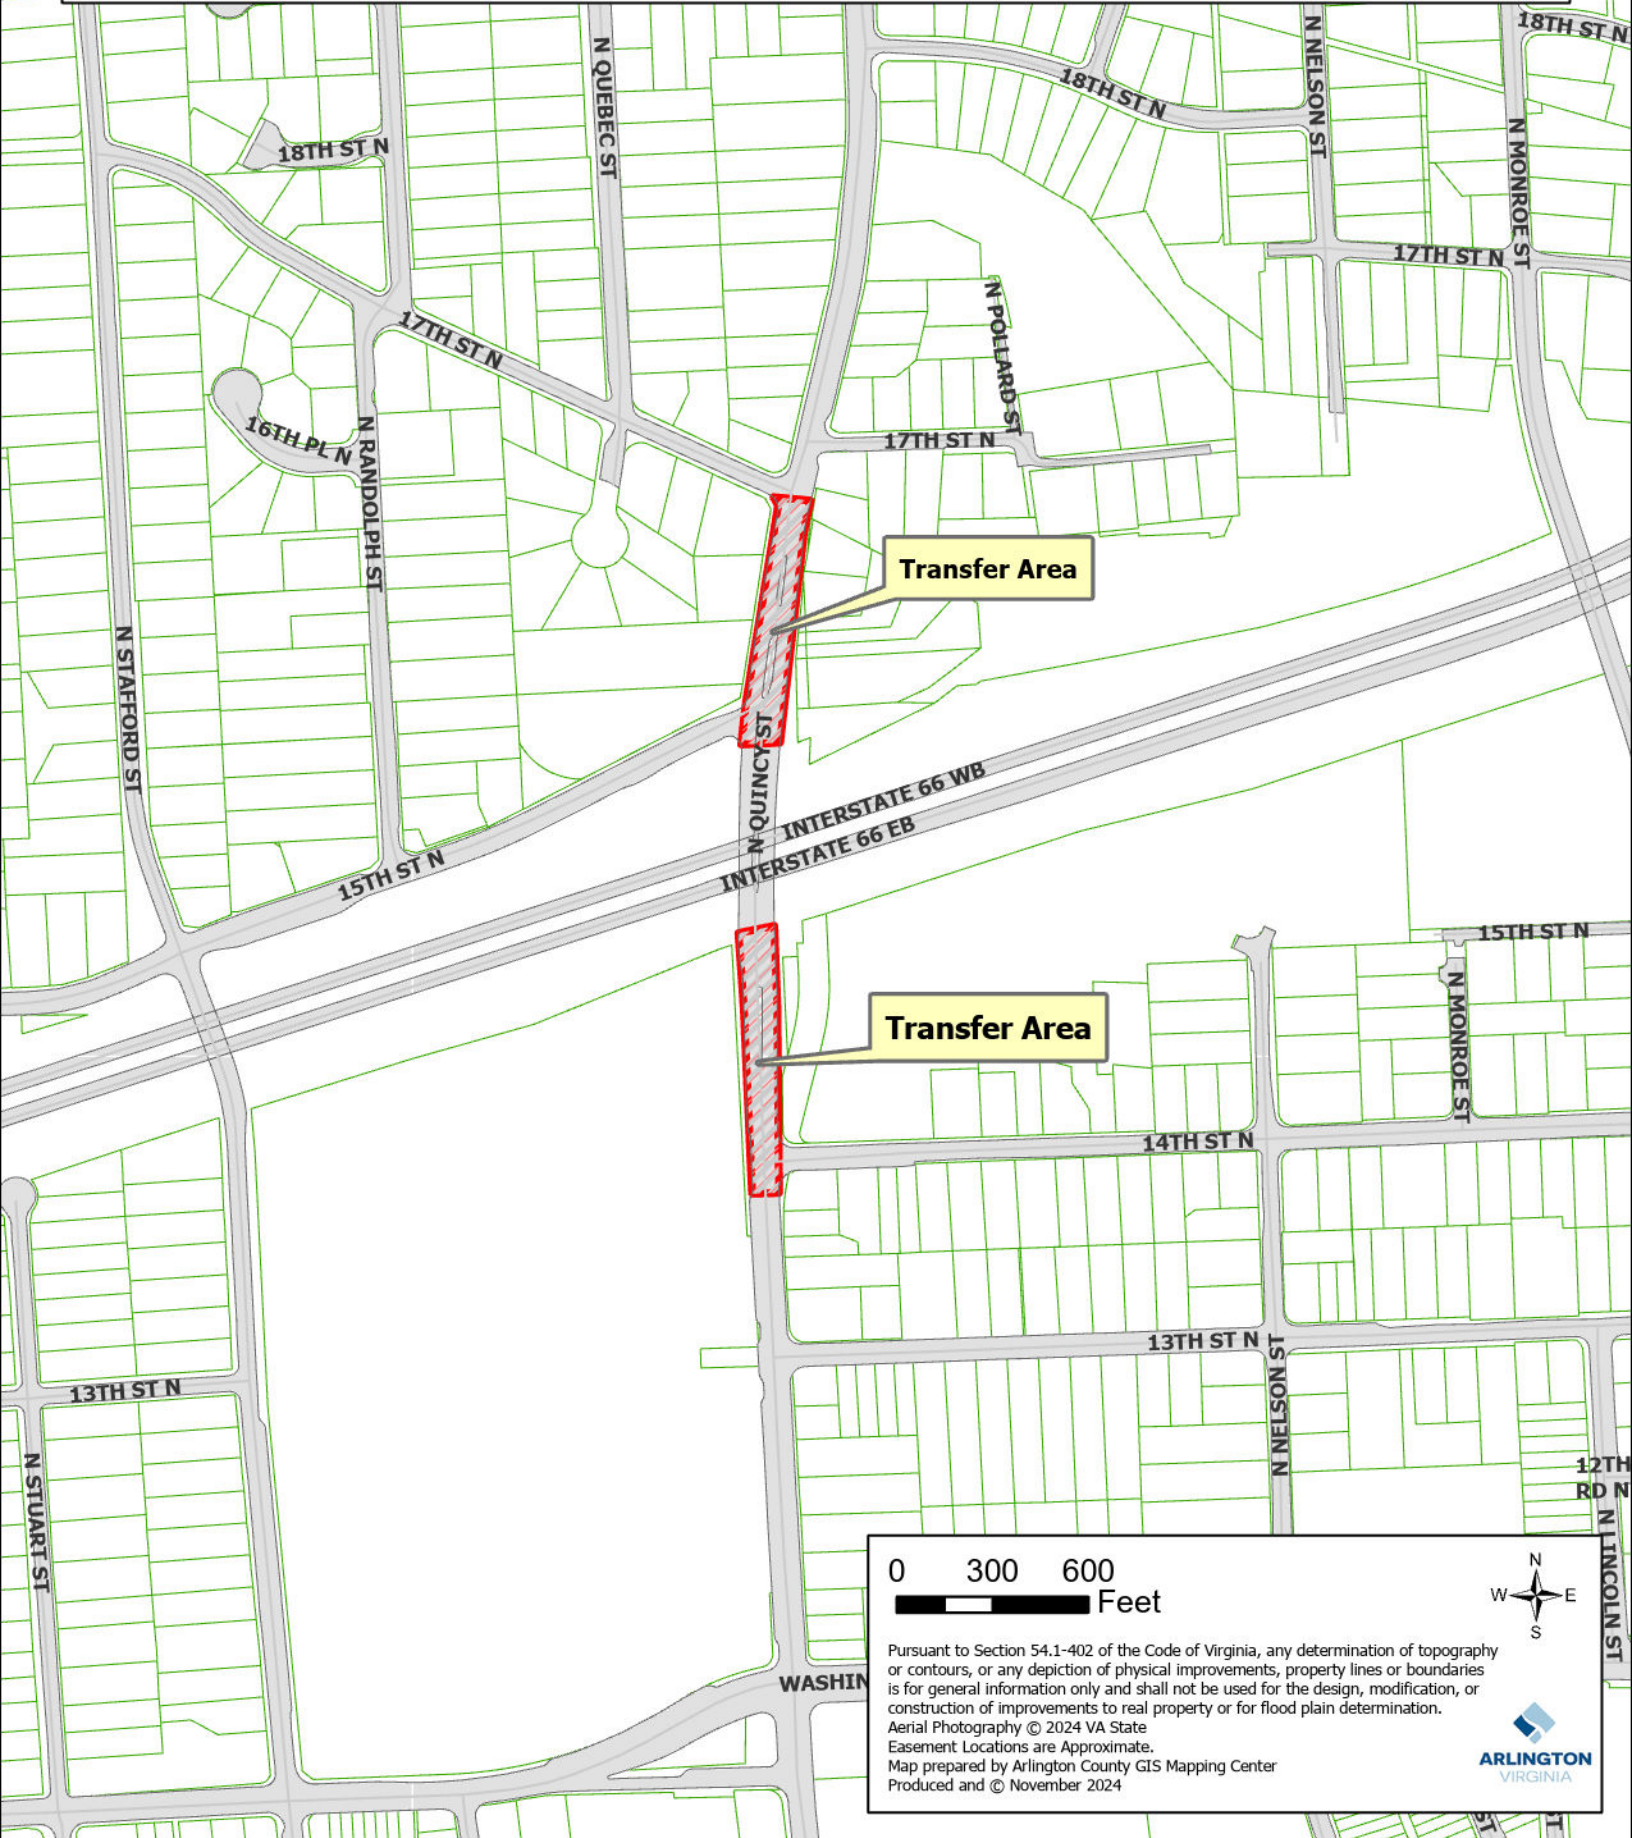 18TH ST N
N NELSON ST
N QUEBEC ST
18TH ST N
N MONROE ST
18TH ST N
17TH ST N
N POLLARD ST
17TH ST N
16TH PL N
N RANDOLPH ST
17TH ST N
Transfer Area
N STAFFORD ST
N QUINCY ST
INTERSTATE 66 WB
INTERSTATE 66 EB
15TH ST N
15TH ST N
N MONROE ST
Transfer Area
14TH ST N
13TH ST N
N NELSON ST
13TH ST N
N STUART ST
12TH
RD N
N LINCOLN ST
WASHIN
0 300 600
Feet
N
W E
S
Pursuant to Section 54.1-402 of the Code of Virginia, any determination of topography
or contours, or any depiction of physical improvements, property lines or boundaries
is for general information only and shall not be used for the design, modification, or
construction of improvements to real property or for flood plain determination.
Aerial Photography © 2024 VA State
Easement Locations are Approximate.
Map prepared by Arlington County GIS Mapping Center
Produced and © November 2024
ARLINGTON
VIRGINIA
ST
ST